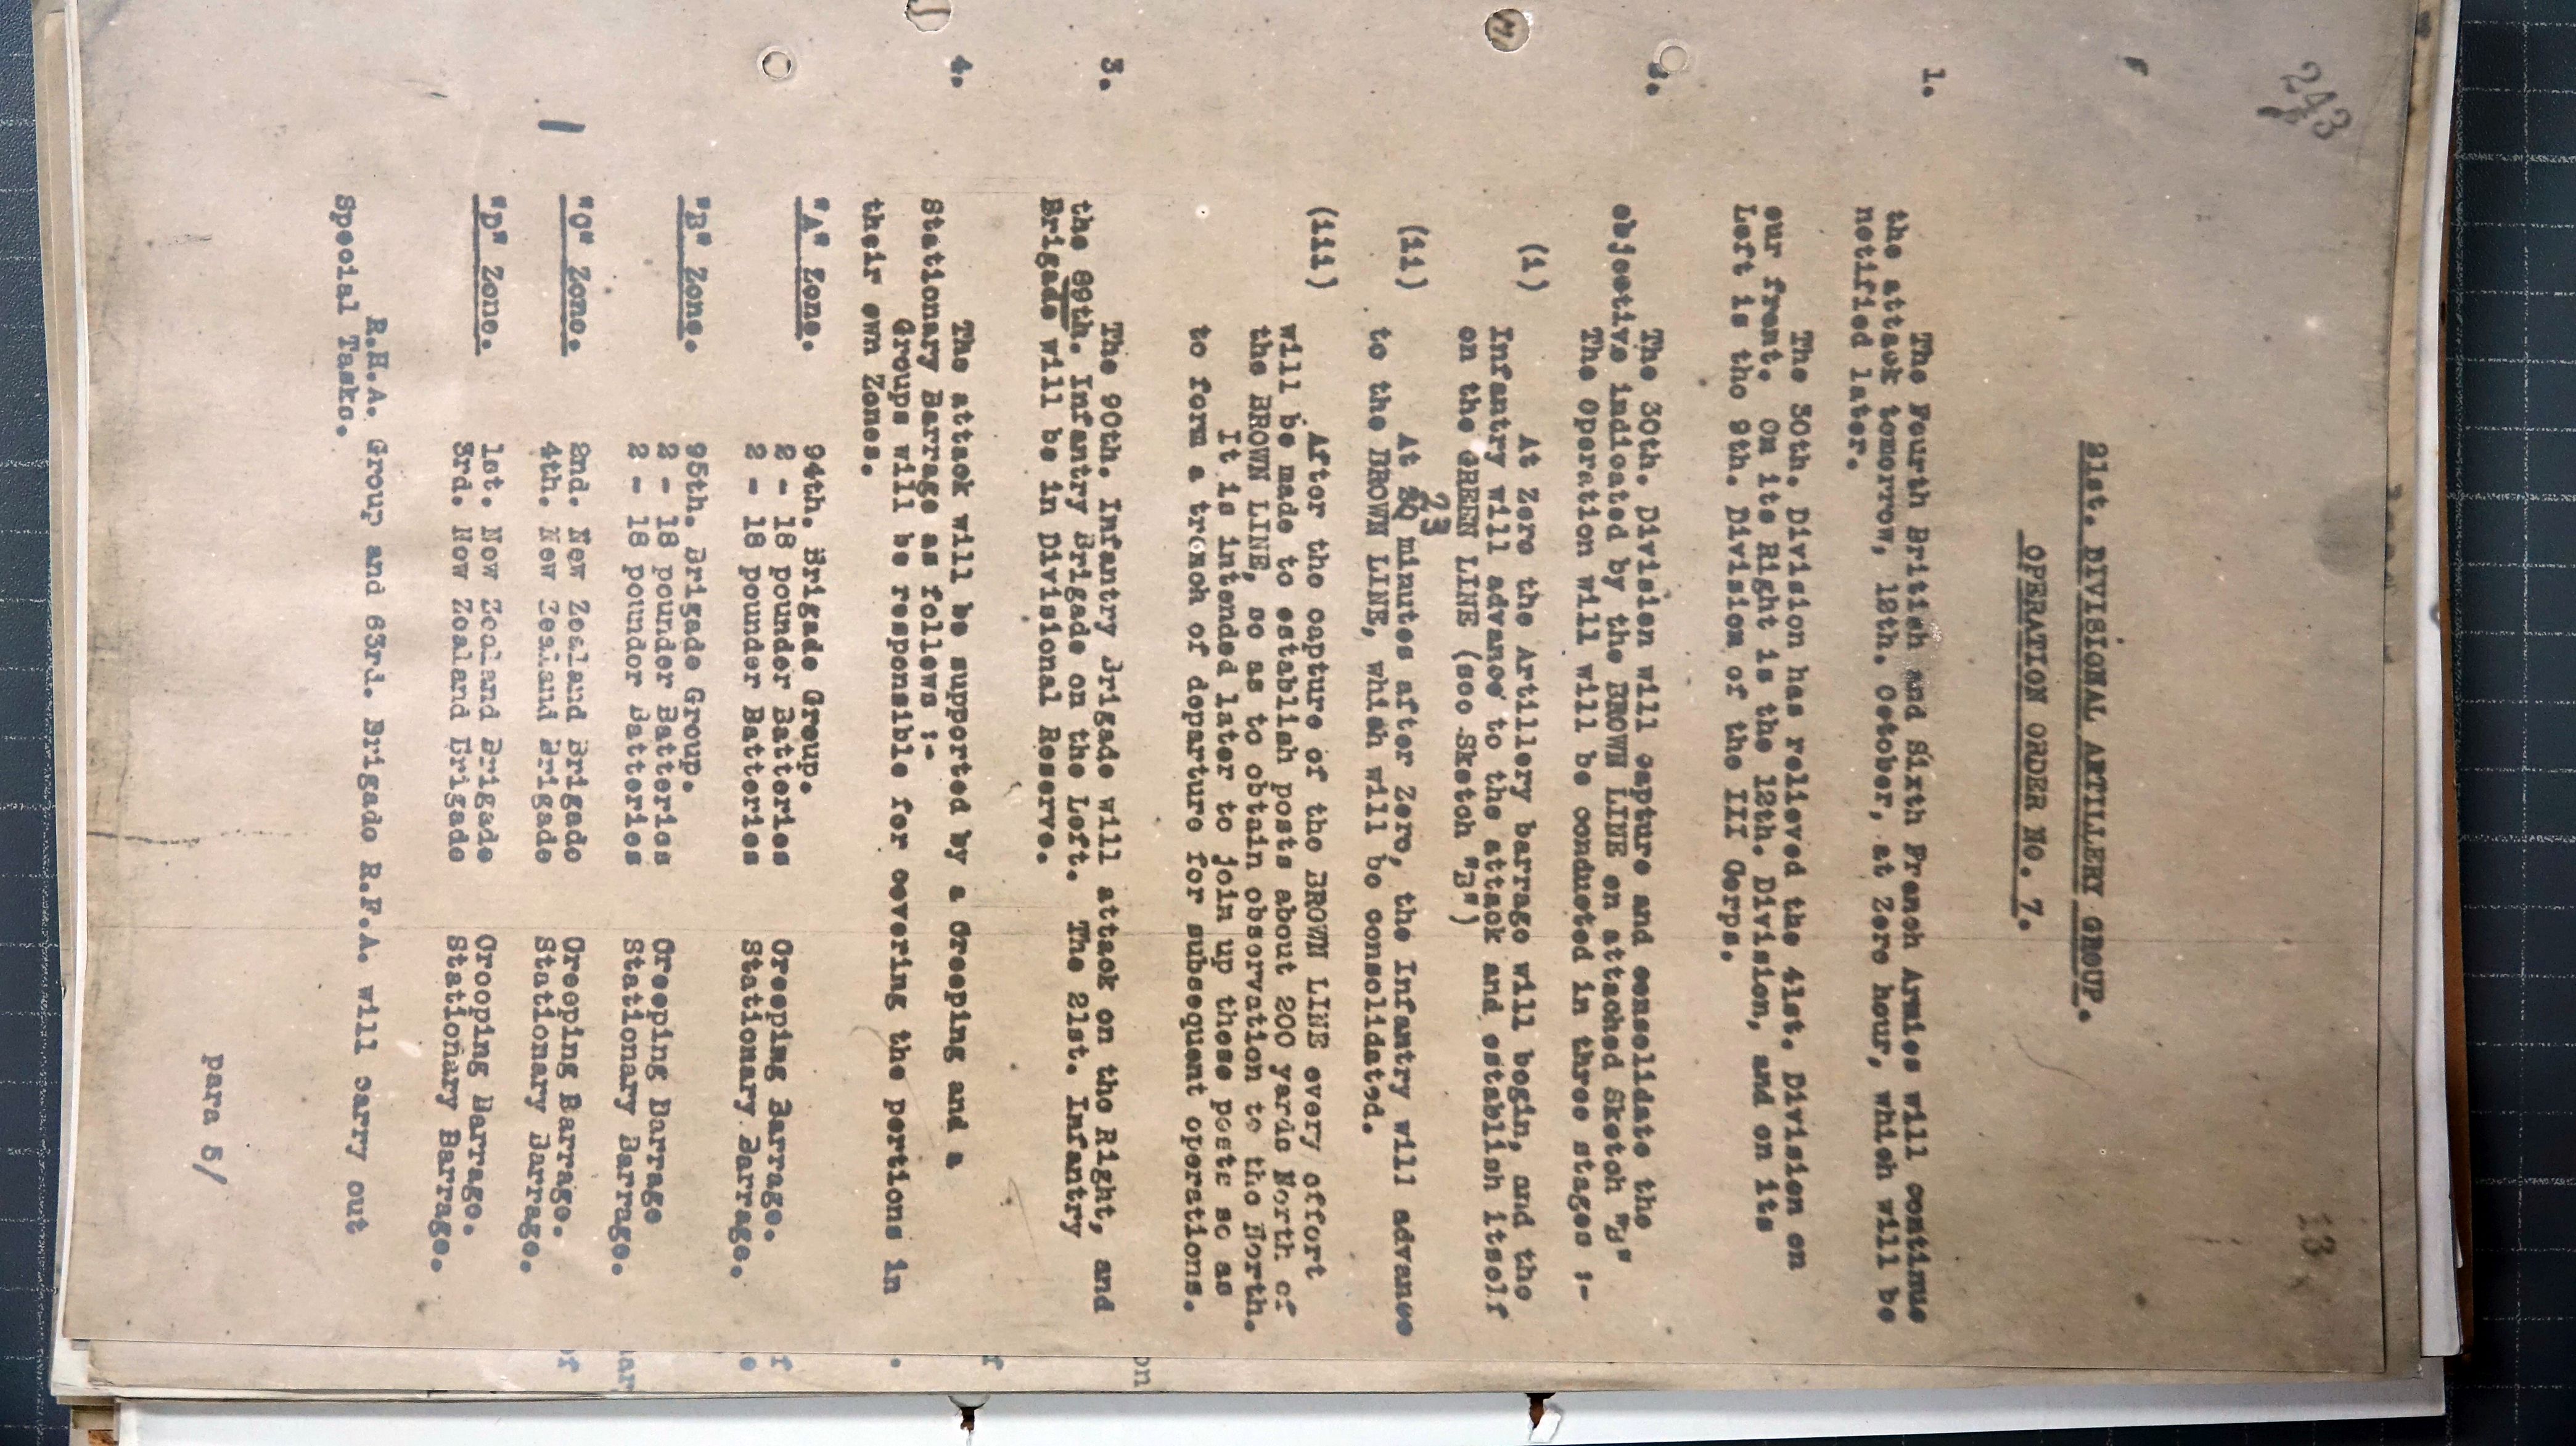 243
13
21st. DIVISIONAL ARTILLERY GROUP.
OPERATION ORDER NO. 7.
1. The Fourth British and Sixth French Armies will continue
the attack tomorrow, 12th. October, at Zero hour, which will be
notified later.
The 30th. Division has relieved the 41st. Division on
our front. On its Right is the 12th. Division, and on its
Left is the 9th. Division of the III Corps.
2. The 30th. Division will capture and consolidate the
objective indicated by the BROWN LINE on attached Sketch "B"
The Operation will will be conducted in three stages :-
(i) At Zero the Artillery barrage will begin, and the
Infantry will advance to the attack and establish itself
on the GREEN LINE (see Sketch "B")
23
(ii) At 20 minutes after Zero, the Infantry will advance
to the BROWN LINE, which will be consolidated.
(iii) After the capture of the BROWN LINE every effort
will be made to establish posts about 200 yards North of
the BROWN LINE, so as to obtain observation to the North.
It is intended later to join up these posts so as
to form a trench of departure for subsequent operations.
3. The 90th. Infantry Brigade will attack on the Right, and
the 89th. Infantry Brigade on the Left. The 21st. Infantry
Brigade will be in Divisional Reserve.
4. The attack will be supported by a Creeping and a
Stationary Barrage as follows :-
Groups will be responsible for covering the portions in
their own Zones.
"A" Zone. 94th. Brigade Group.
2 - 18 pounder Batteries Creeping Barrage.
2 - 18 pounder Batteries Stationary Barrage.
"B" Zone. 95th. Brigade Group.
2 - 18 pounder Batteries Creeping Barrage
2 - 18 pounder Batteries Stationary Barrage.
"C" Zone. 2nd. New Zealand Brigade Creeping Barrage.
4th. New Zealand Brigade Stationary Barrage.
"D" Zone. 1st. New Zealand Brigade Creeping Barrage.
3rd. New Zealand Brigade Stationary Barrage.
R.H.A. Group and 63rd. Brigade R.F.A. will carry out
Special Tasks.
para 5/